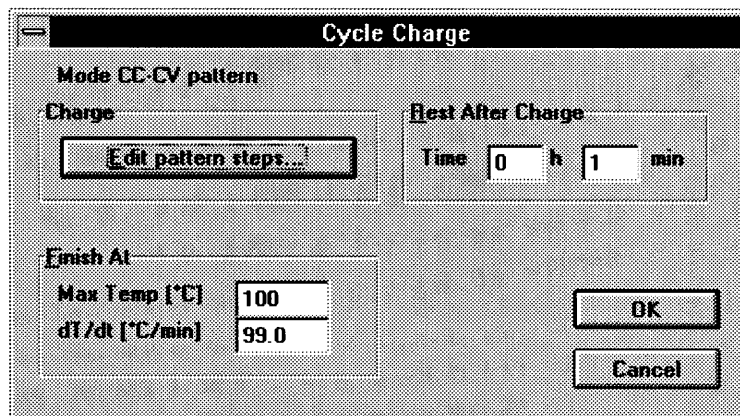 Cycle Charge
Mode CC-CV pattern
Charge
Edit pattern steps...
Rest After Charge
Time 0 h 1 min
Finish At
Max Temp [°C] 100
dT/dt [°C/min] 99.0
OK
Cancel